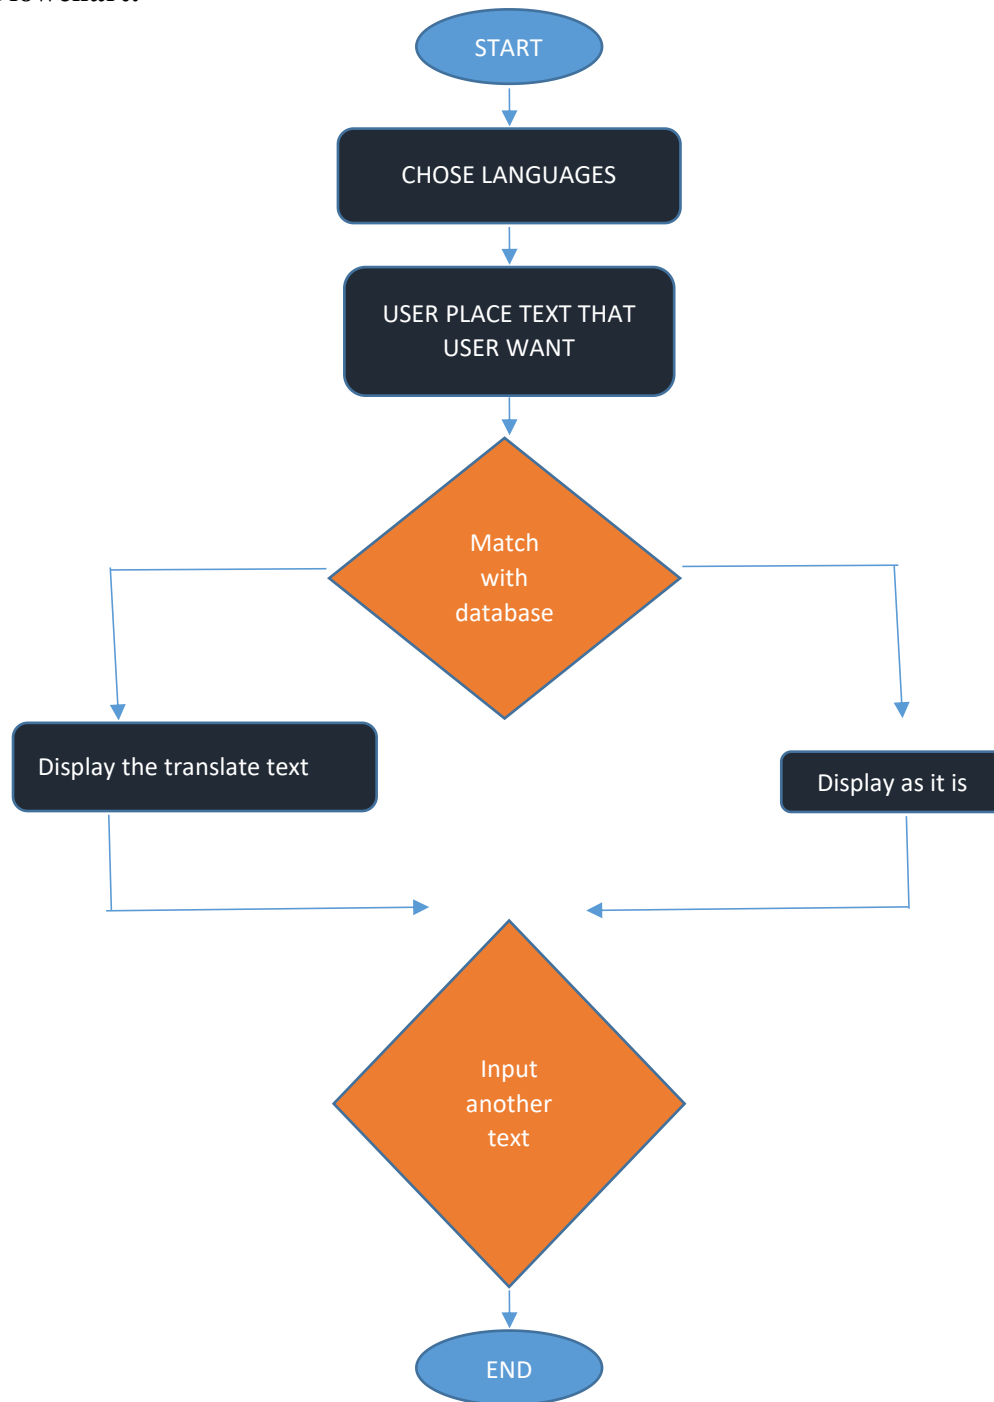 START
CHOSE LANGUAGES
USER PLACE TEXT THAT
USER WANT
Match
with
database
Display the translate text
Display as it is
Input
another
text
END